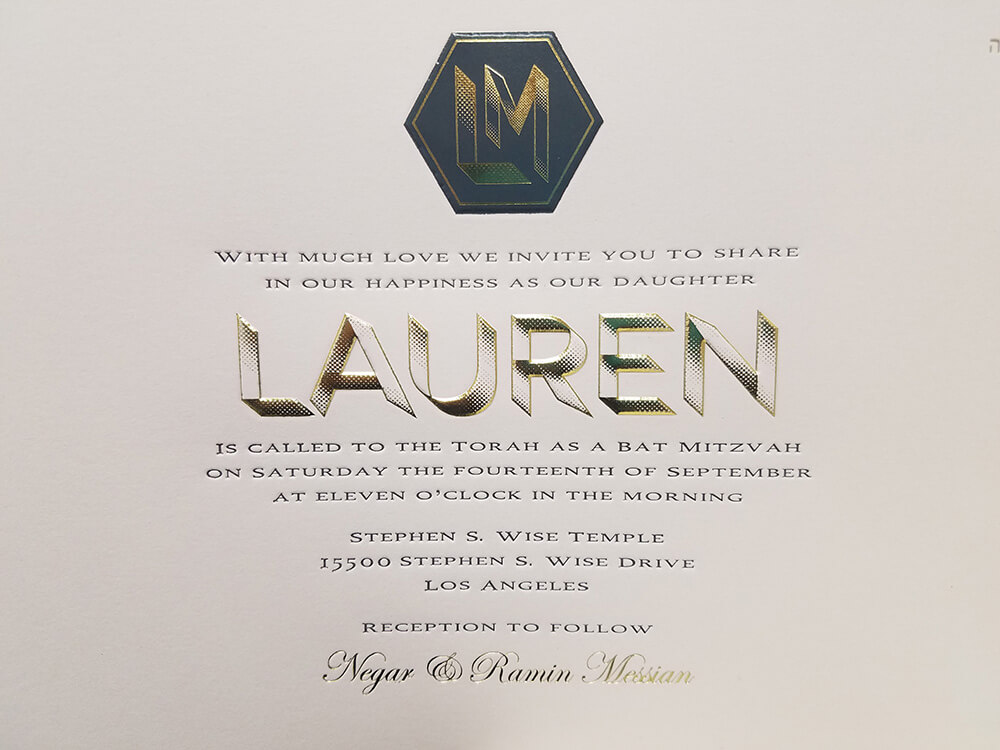 LM
With much love we invite you to share
in our happiness as our daughter
LAUREN
is called to the Torah as a Bat Mitzvah
on Saturday the fourteenth of September
at eleven o'clock in the morning
Stephen S. Wise Temple
15500 Stephen S. Wise Drive
Los Angeles
reception to follow
Negar & Ramin Messian